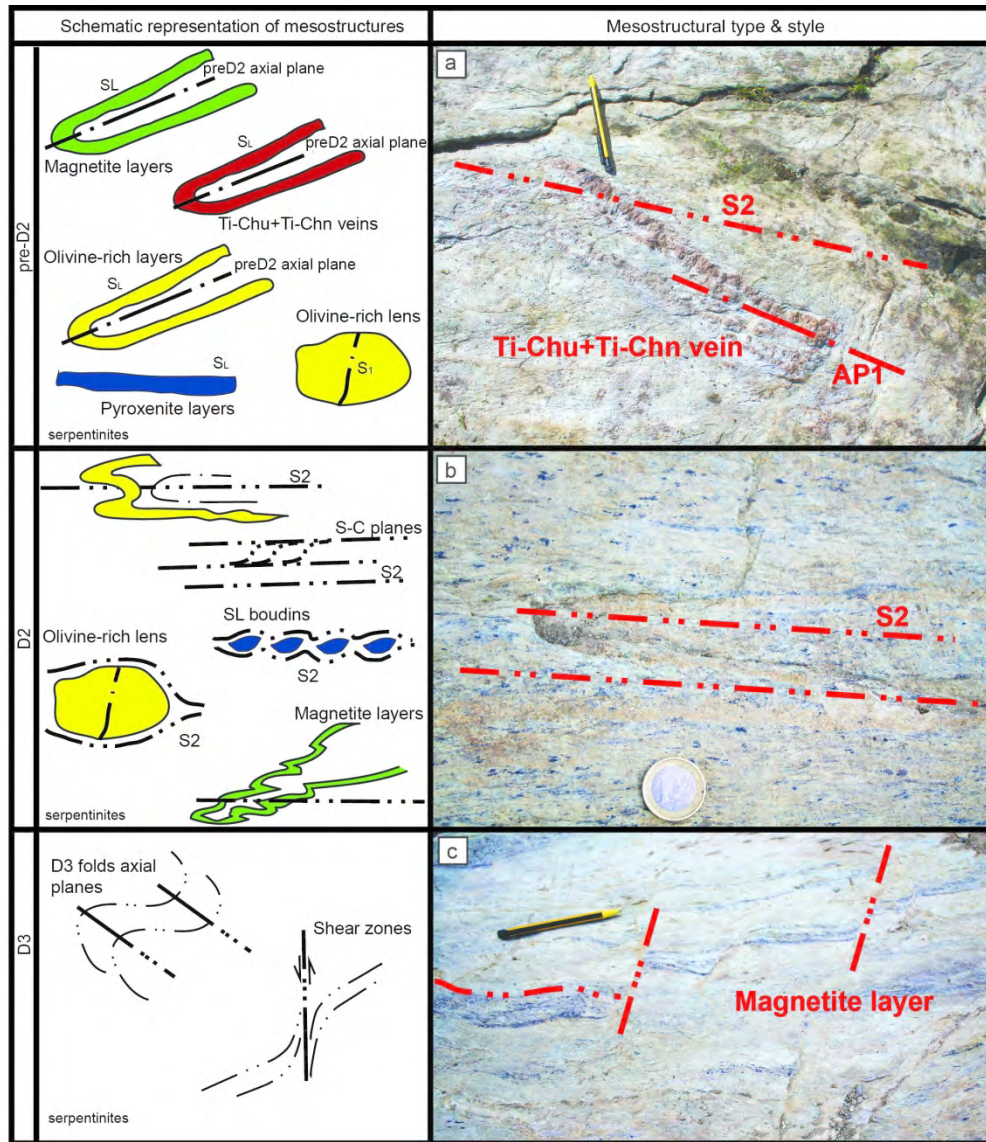 Schematic representation of mesostructures
Mesostructural type & style
pre-D2
SL
preD2 axial plane
Magnetite layers
SL
preD2 axial plane
Ti-Chu+Ti-Chn veins
Olivine-rich layers
SL
preD2 axial plane
Olivine-rich lens
S1
SL
Pyroxenite layers
serpentinites
a
S2
Ti-Chu+Ti-Chn vein
AP1
D2
S2
S-C planes
S2
SL boudins
Olivine-rich lens
S2
S2
Magnetite layers
serpentinites
b
S2
D3
D3 folds axial
planes
Shear zones
serpentinites
c
Magnetite layer